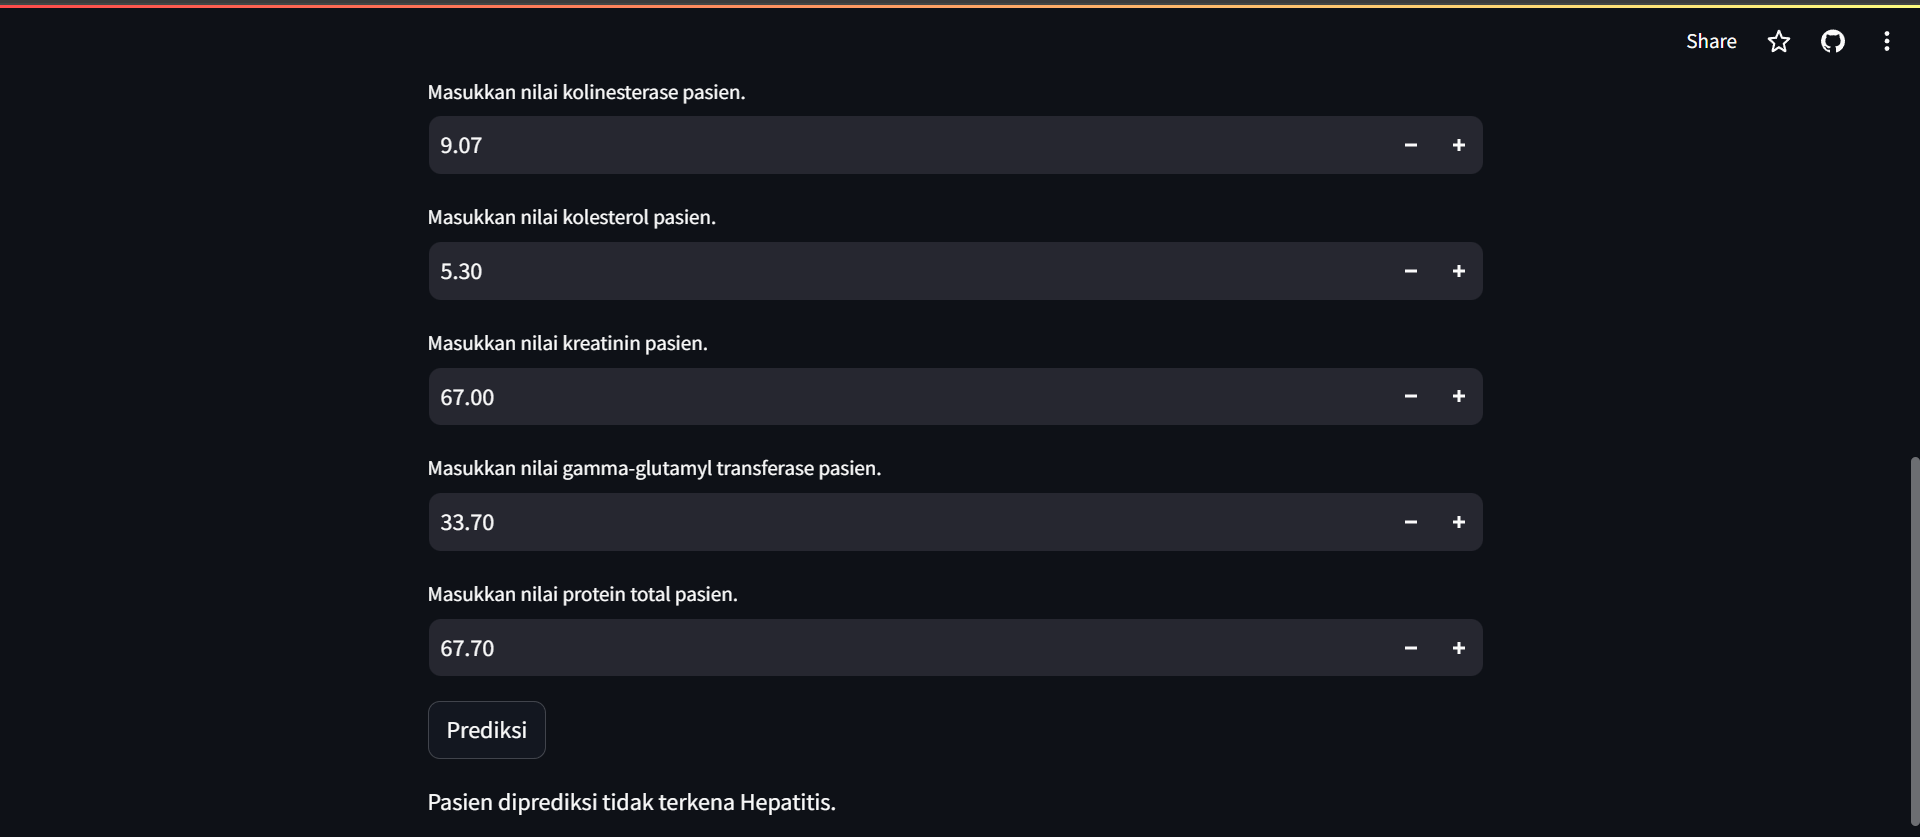 Share
Masukkan nilai kolinesterase pasien.
9.07
Masukkan nilai kolesterol pasien.
5.30
Masukkan nilai kreatinin pasien.
67.00
Masukkan nilai gamma-glutamyl transferase pasien.
33.70
Masukkan nilai protein total pasien.
67.70
Prediksi
Pasien diprediksi tidak terkena Hepatitis.